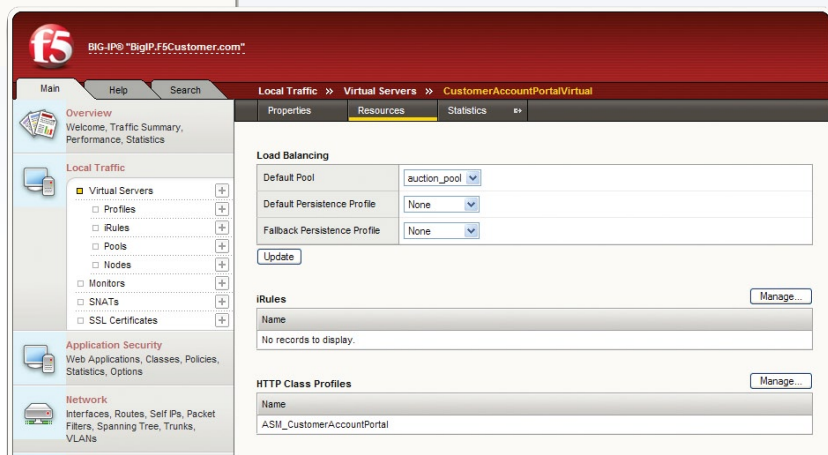 f5
BIG-IP® "BigIP.F5Customer.com"
Main
Help
Search
Local Traffic » Virtual Servers » CustomerAccountPortalVirtual
Properties
Resources
Statistics
Overview
Welcome, Traffic Summary,
Performance, Statistics
Local Traffic
Virtual Servers
Profiles
iRules
Pools
Nodes
Monitors
SNATs
SSL Certificates
Application Security
Web Applications, Classes, Policies,
Statistics, Options
Network
Interfaces, Routes, Self IPs, Packet
Filters, Spanning Tree, Trunks,
VLANs
Load Balancing
Default Pool auction_pool
Default Persistence Profile None
Fallback Persistence Profile None
Update
iRules
Manage...
Name
No records to display.
HTTP Class Profiles
Manage...
Name
ASM_CustomerAccountPortal